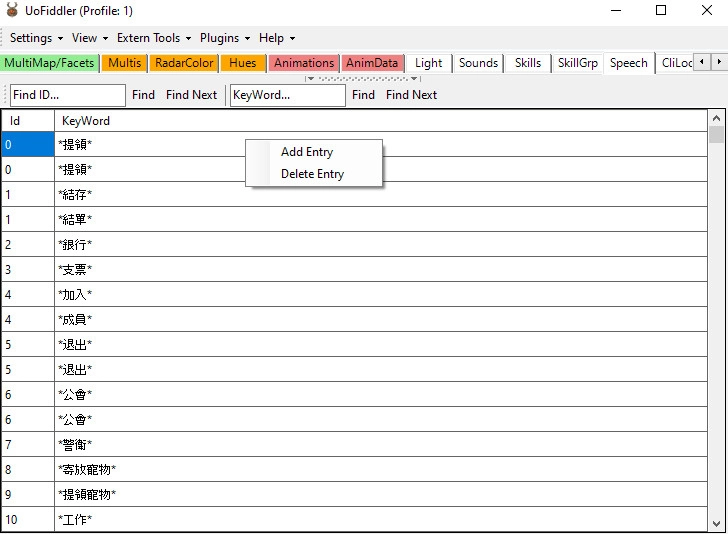 UoFiddler (Profile: 1)
Settings View Extern Tools Plugins Help
MultiMap/Facets Multis RadarColor Hues Animations AnimData Light Sounds Skills SkillGrp Speech CliLoc
Find ID... Find Find Next KeyWord... Find Find Next
Id KeyWord
0 *提領*
Add Entry
0 *提領*
Delete Entry
1 *結存*
1 *結單*
2 *銀行*
3 *支票*
4 *加入*
4 *成員*
5 *退出*
5 *退出*
6 *公會*
6 *公會*
7 *警衛*
8 *寄放寵物*
9 *提領寵物*
10 *工作*